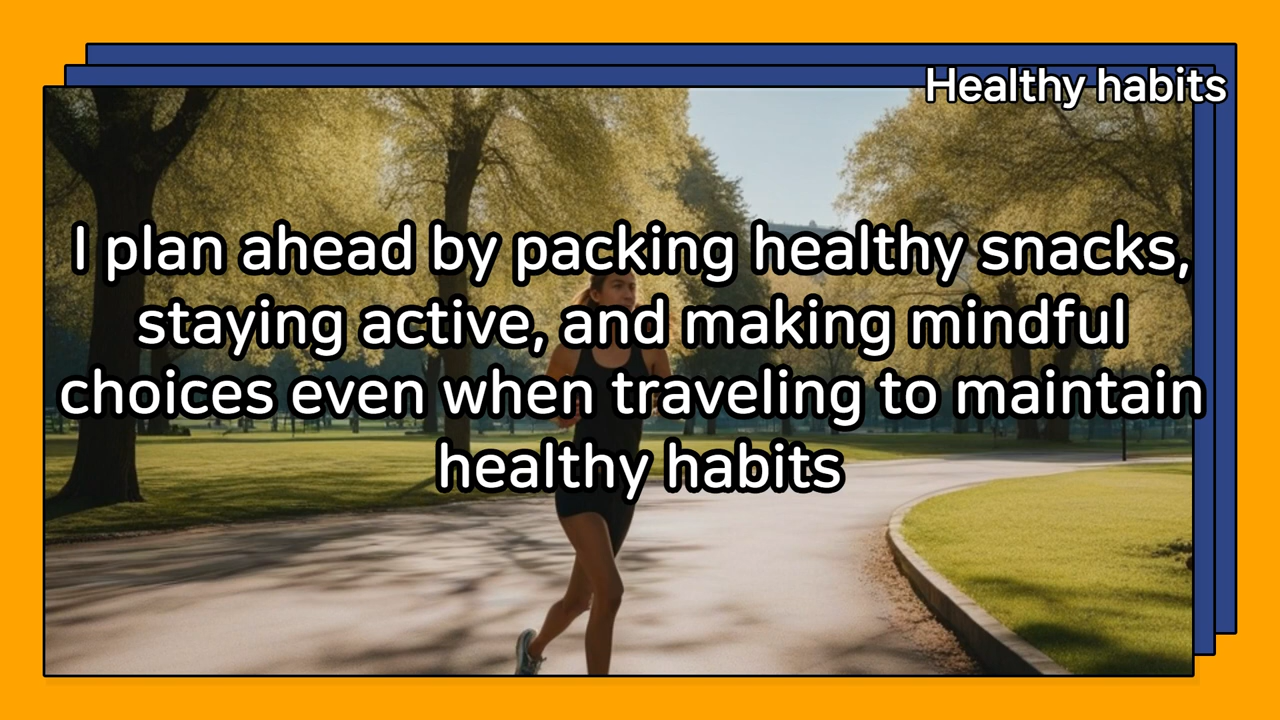 Healthy habits
I plan ahead by packing healthy snacks,
staying active, and making mindful
choices even when traveling to maintain
healthy habits